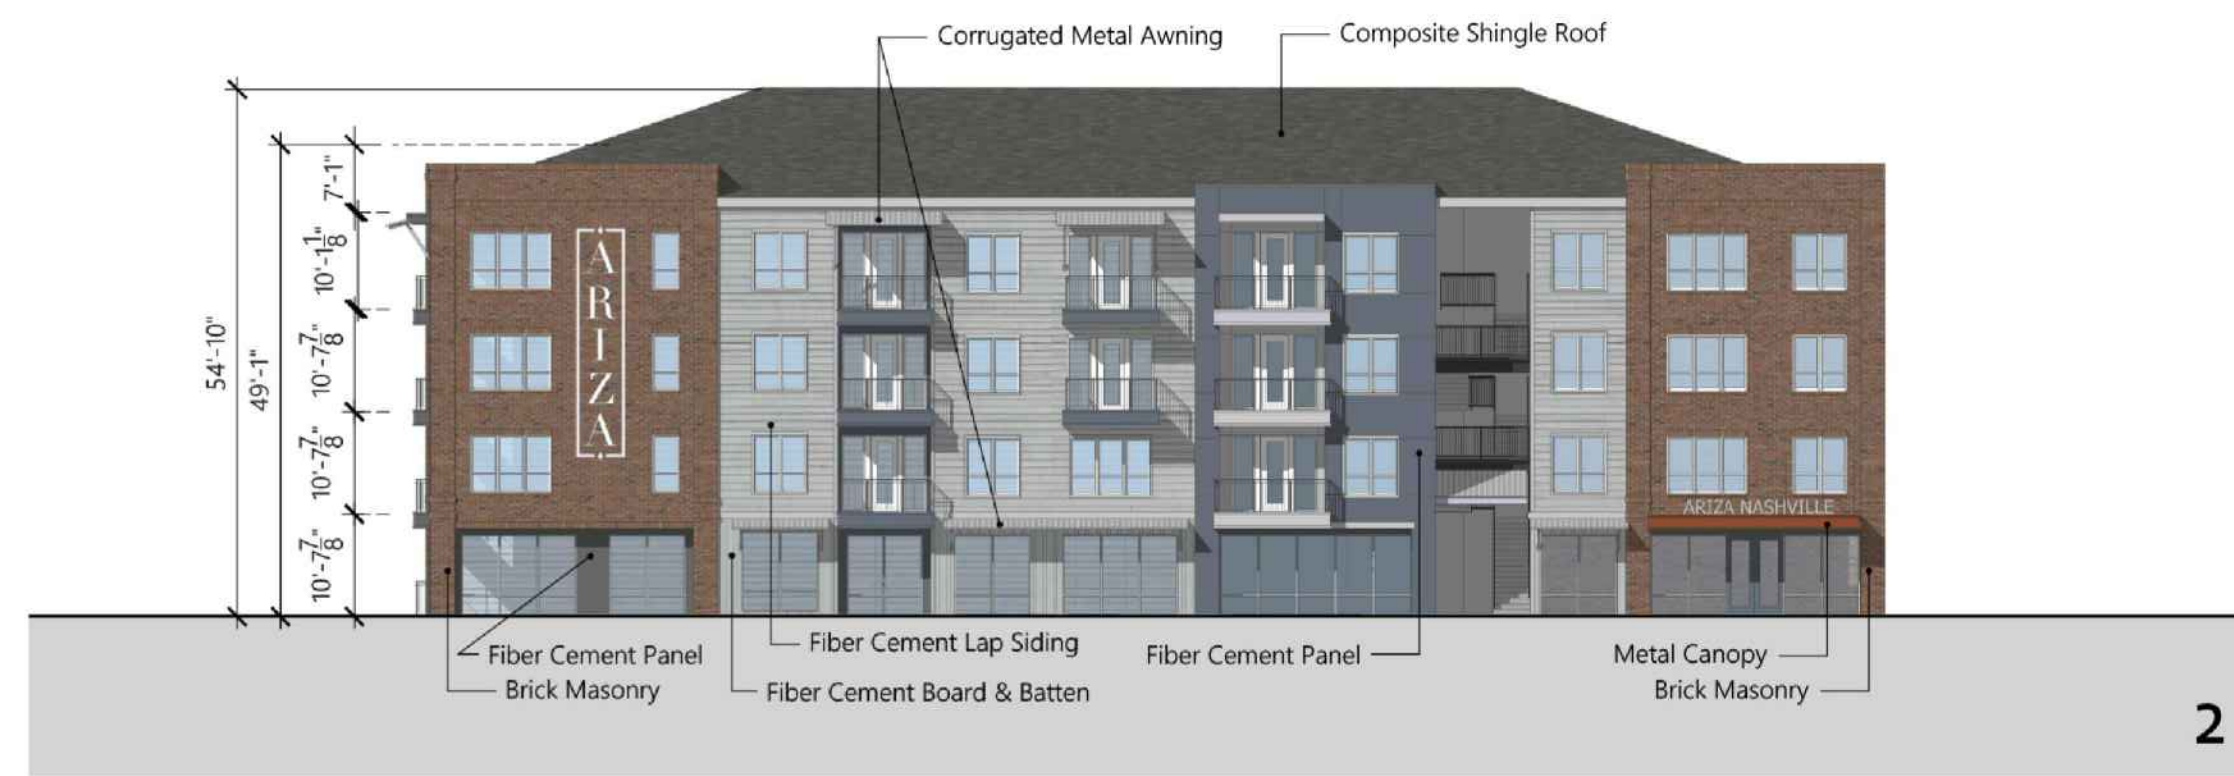 Corrugated Metal Awning
Composite Shingle Roof
54'-10"
49'-1"
7'-1"
10'-1 1/8"
10'-7 7/8"
10'-7 7/8"
10'-7 7/8"
ARIZA
ARIZA NASHVILLE
Fiber Cement Panel
Brick Masonry
Fiber Cement Lap Siding
Fiber Cement Board & Batten
Fiber Cement Panel
Metal Canopy
Brick Masonry
2